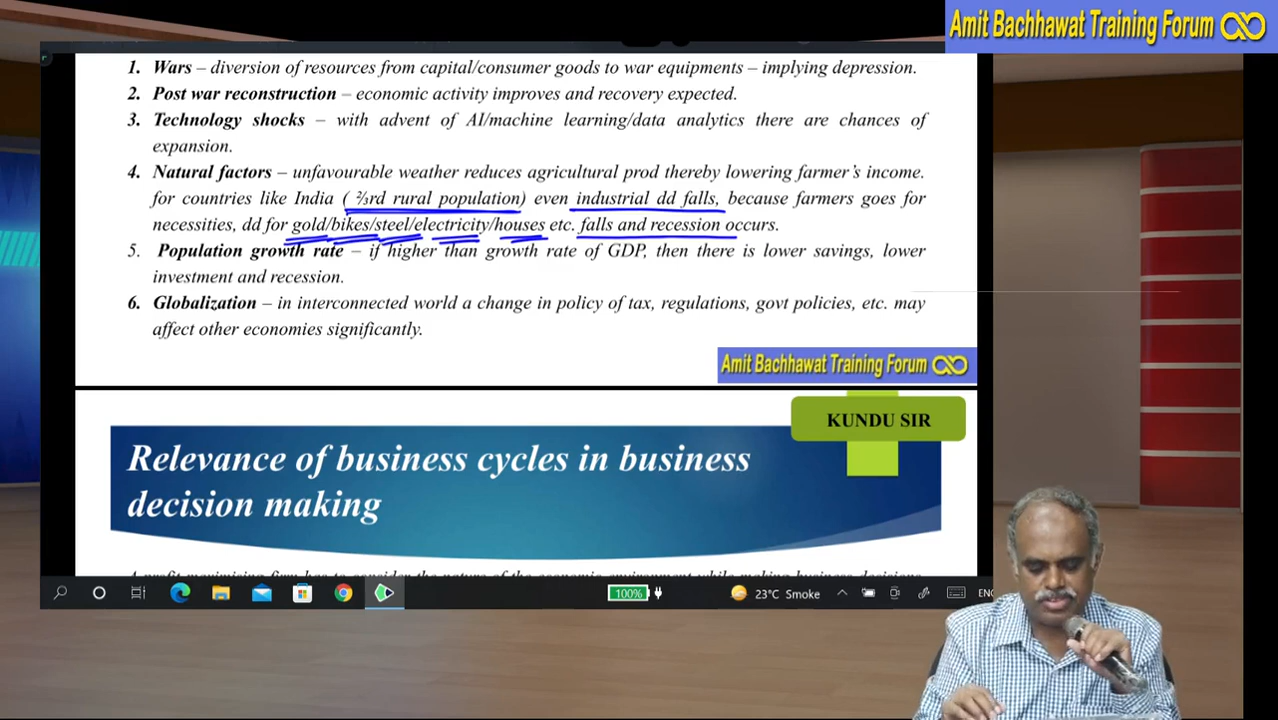 Amit Bachhawat Training Forum
1. Wars – diversion of resources from capital/consumer goods to war equipments – implying depression.
2. Post war reconstruction – economic activity improves and recovery expected.
3. Technology shocks – with advent of AI/machine learning/data analytics there are chances of
expansion.
4. Natural factors – unfavourable weather reduces agricultural prod thereby lowering farmer's income.
for countries like India ( ⅔rd rural population) even industrial dd falls, because farmers goes for
necessities, dd for gold/bikes/steel/electricity/houses etc. falls and recession occurs.
5. Population growth rate – if higher than growth rate of GDP, then there is lower savings, lower
investment and recession.
6. Globalization – in interconnected world a change in policy of tax, regulations, govt policies, etc. may
affect other economies significantly.
Amit Bachhawat Training Forum
KUNDU SIR
Relevance of business cycles in business
decision making
100%
23°C Smoke